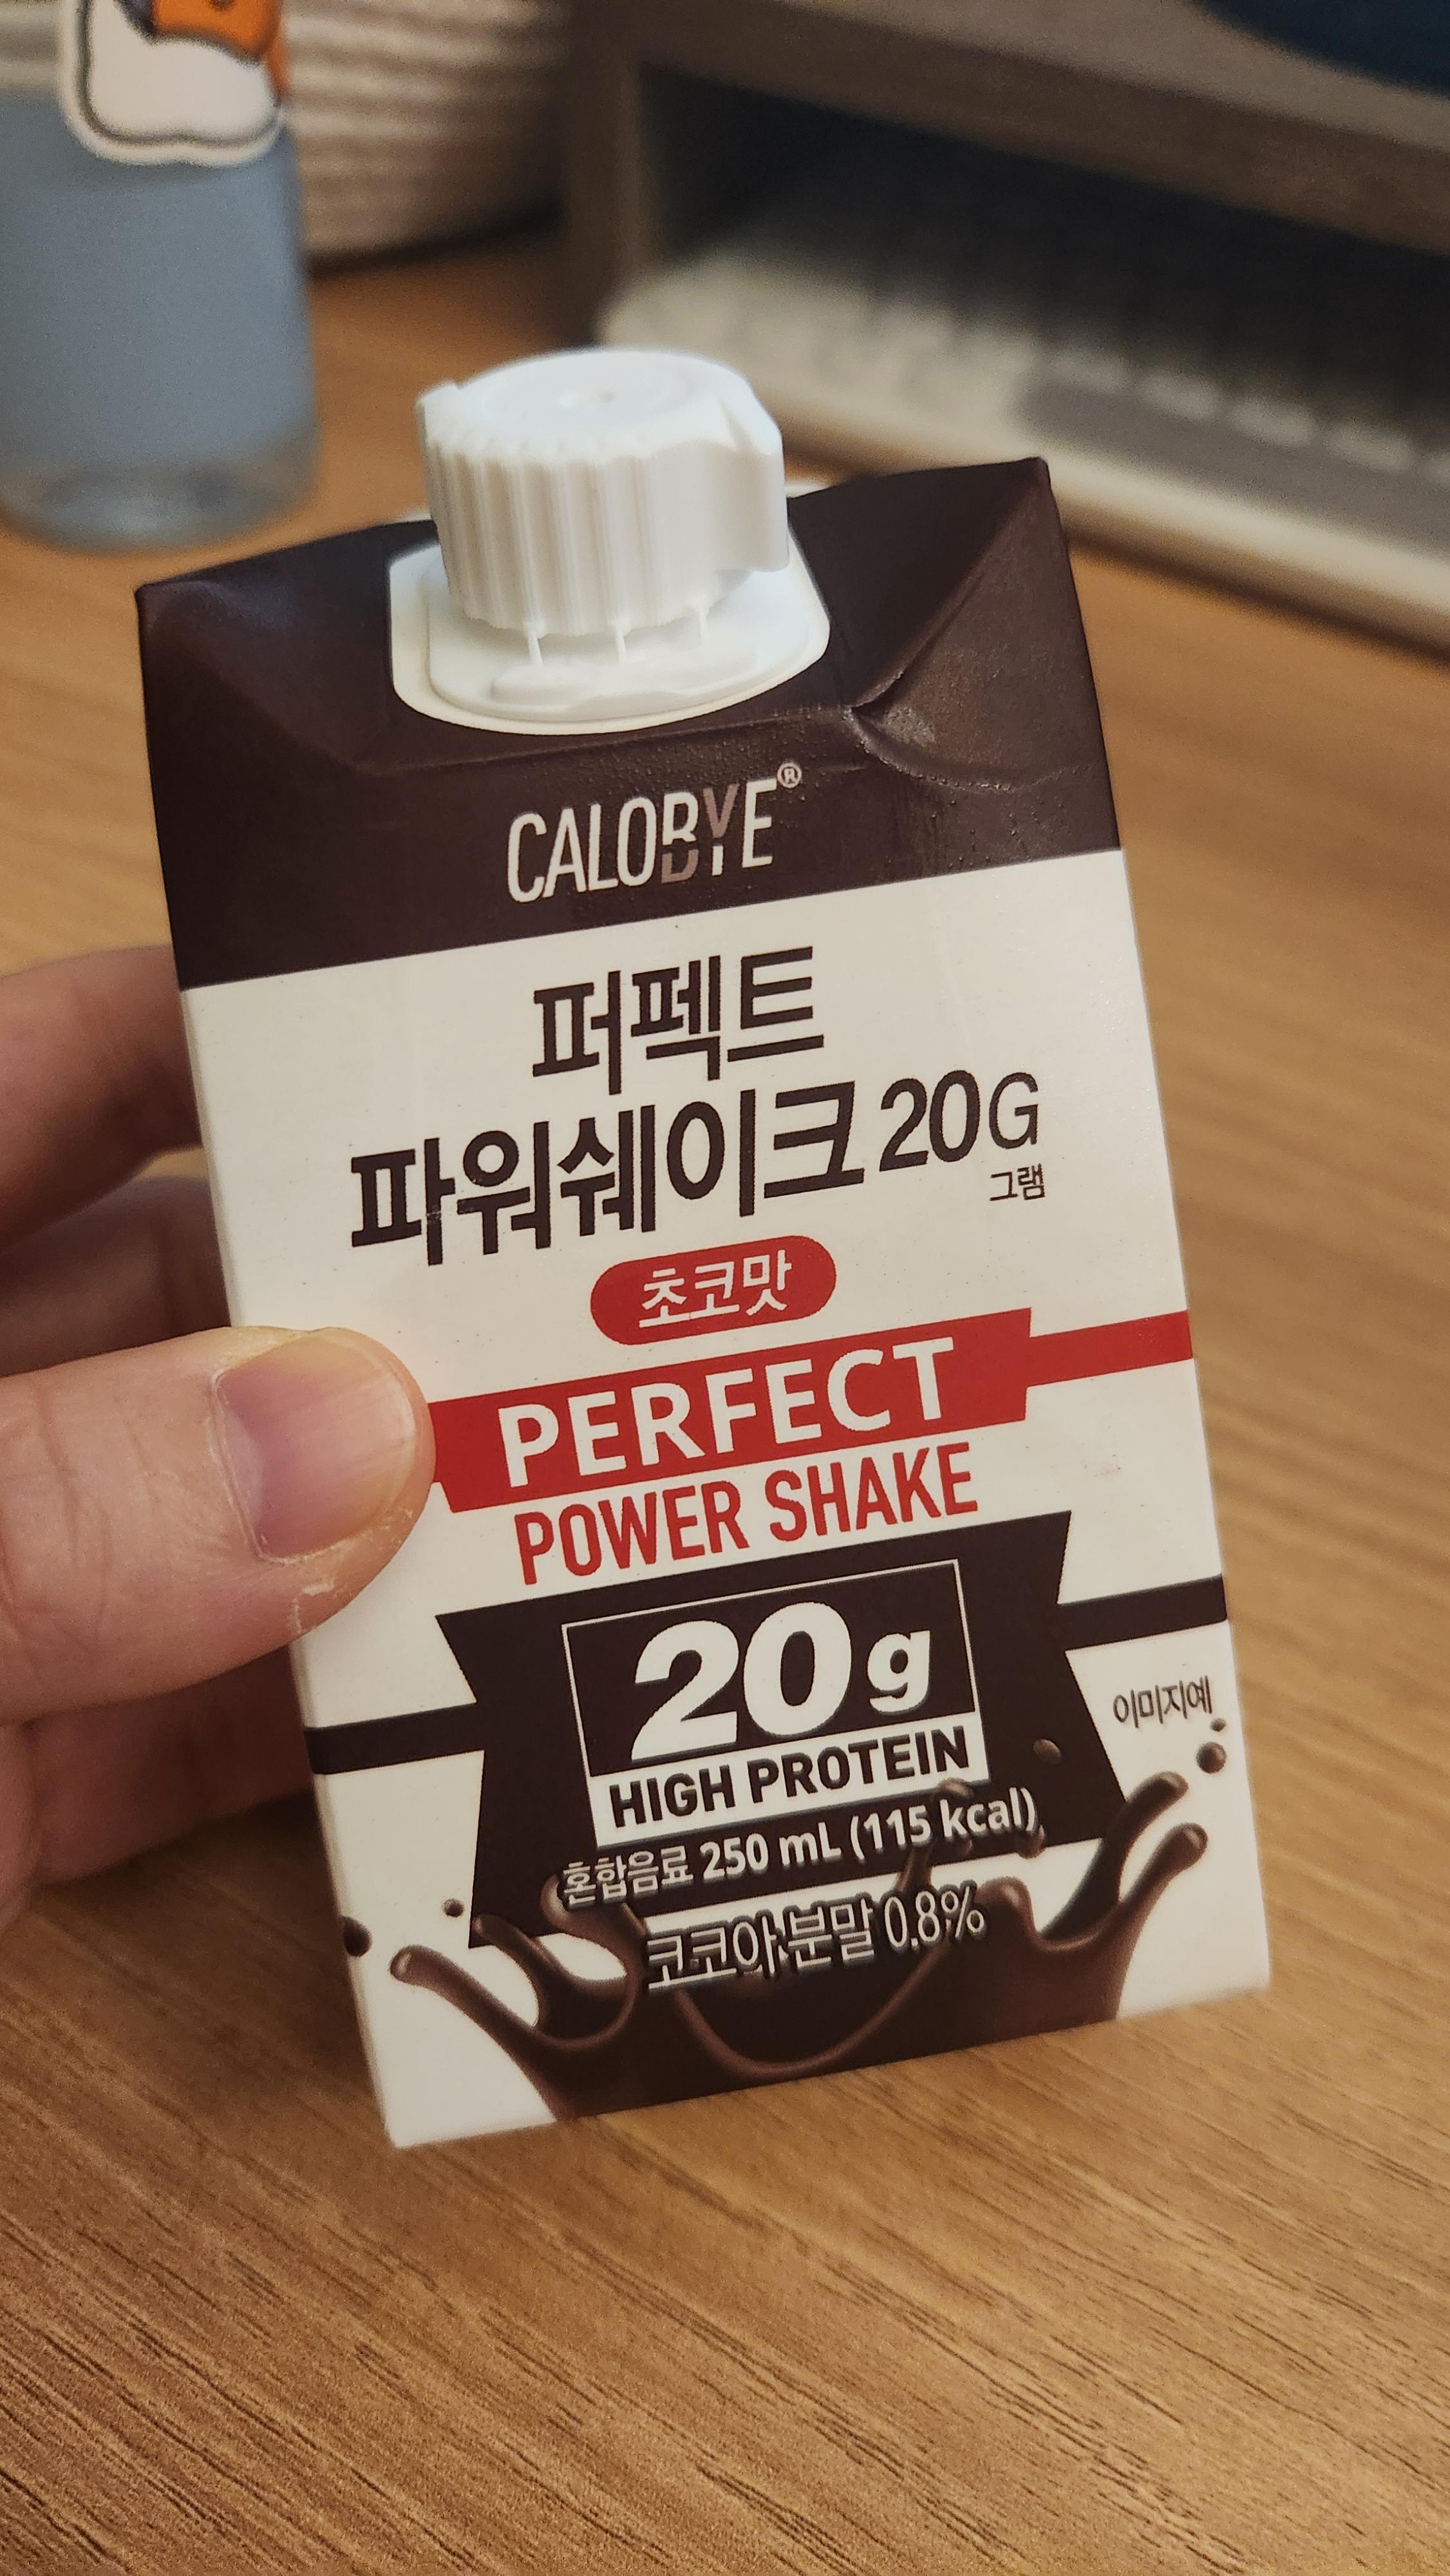 CALOBYE®
퍼펙트
파워쉐이크 20G
그램
초코맛
PERFECT
POWER SHAKE
20g
HIGH PROTEIN
이미지예
혼합음료 250 mL (115 kcal)
코코아분말 0.8%